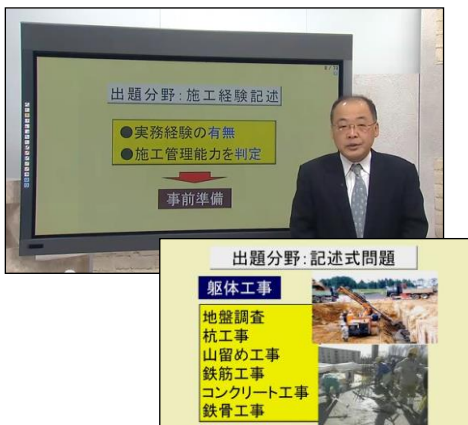 出題分野:施工経験記述
●実務経験の有無
●施工管理能力を判定
事前準備
出題分野:記述式問題
躯体工事
地盤調査
杭工事
山留め工事
鉄筋工事
コンクリート工事
鉄骨工事